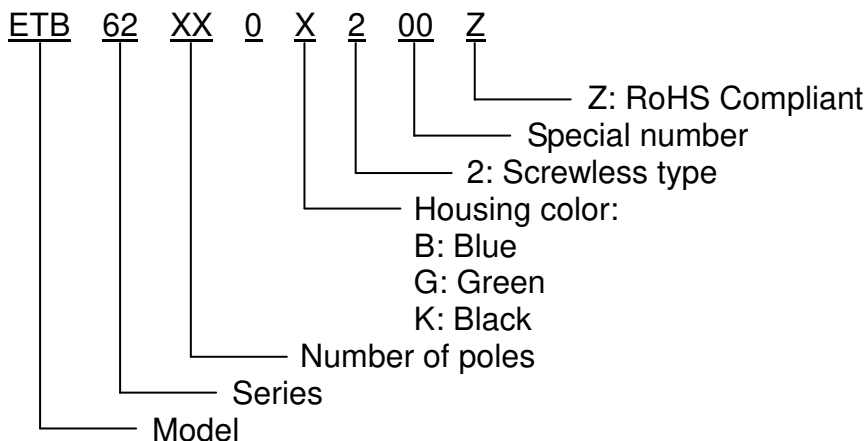 ETB 62 XX 0 X 2 00 Z
Z: RoHS Compliant
Special number
2: Screwless type
Housing color:
B: Blue
G: Green
K: Black
Number of poles
Series
Model